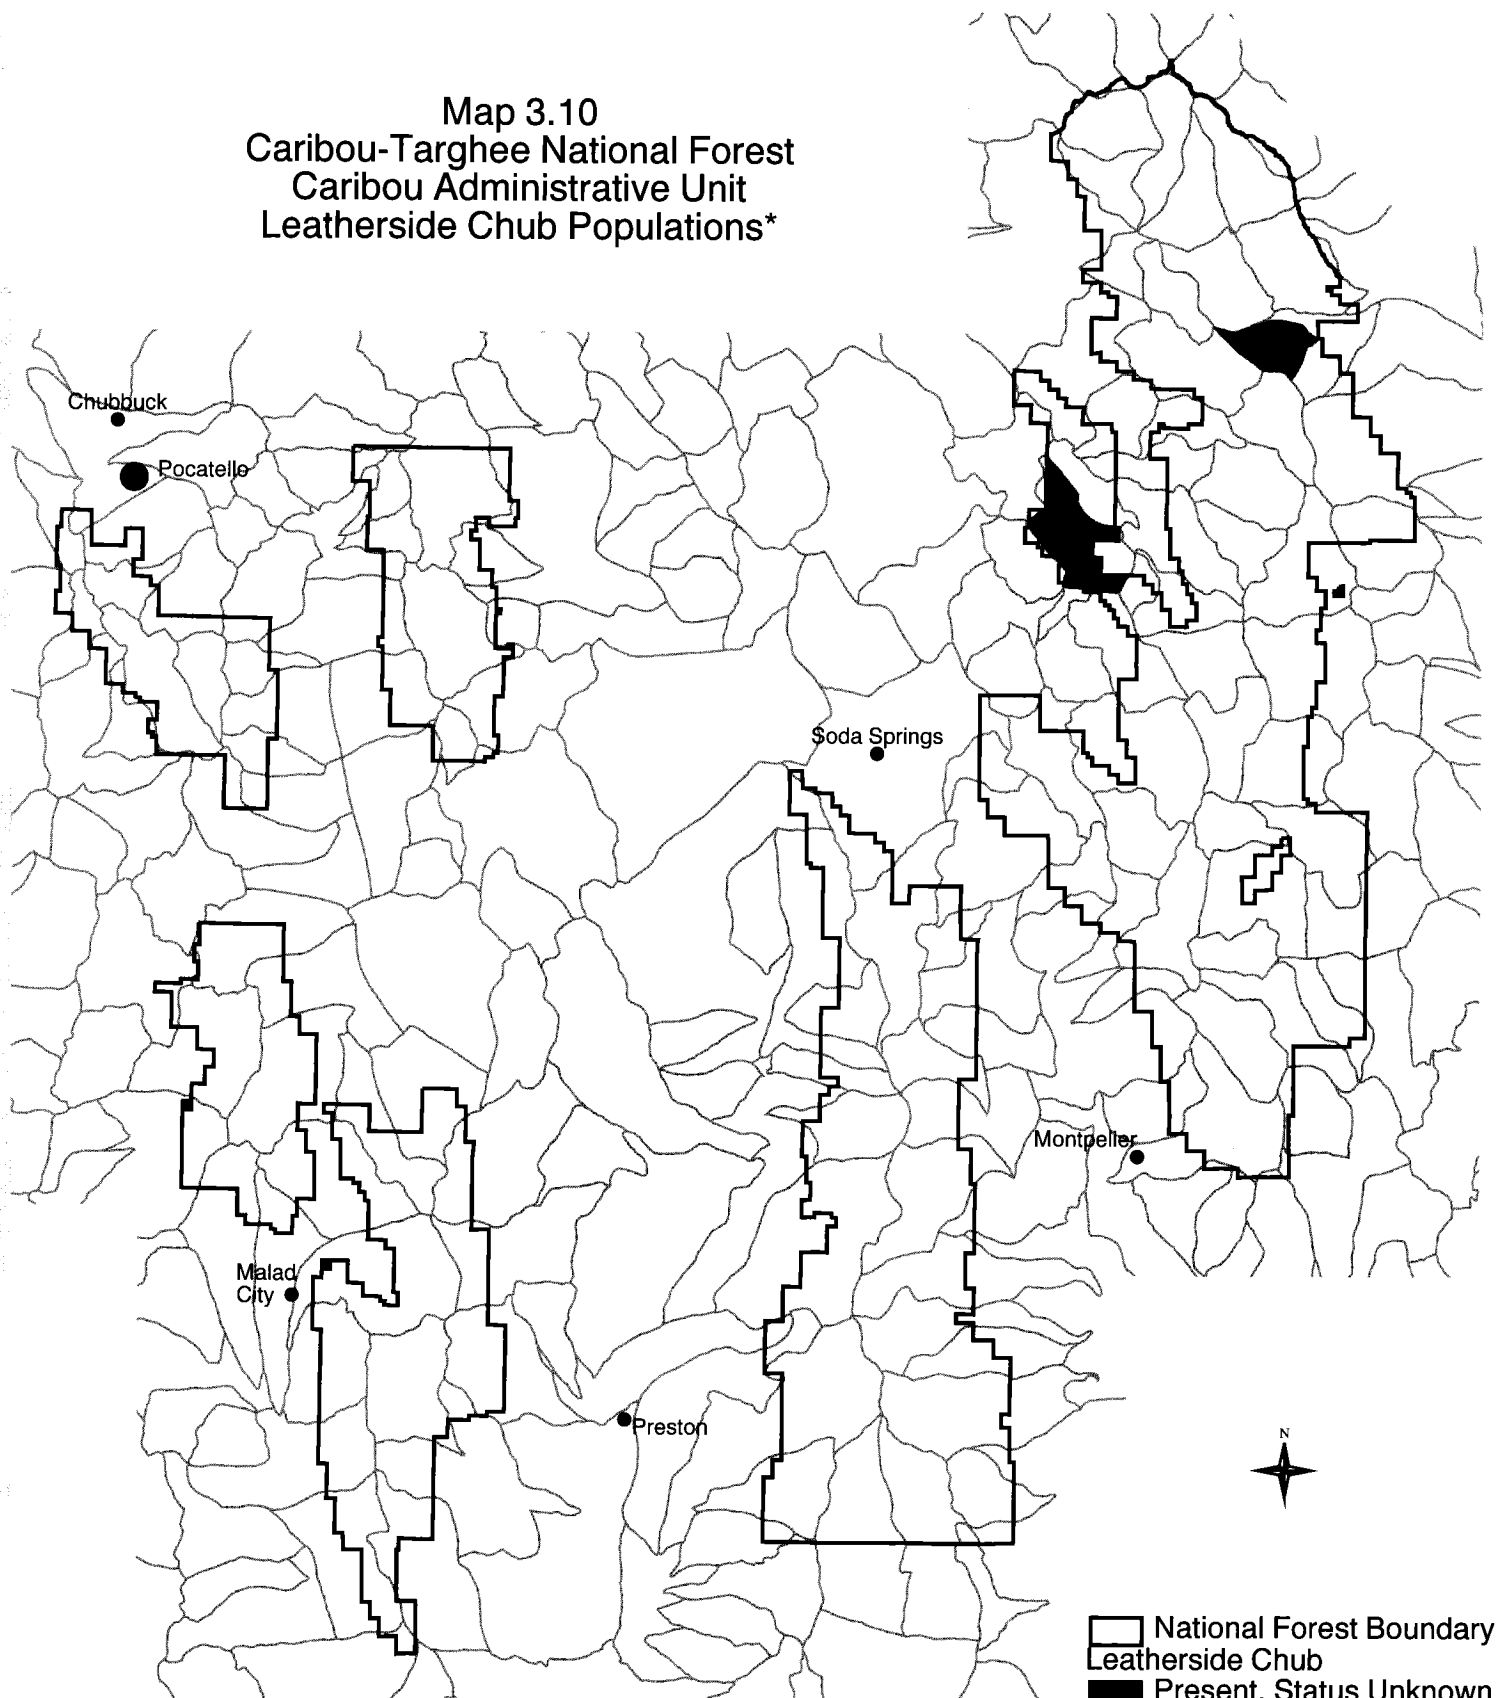 Map 3.10
Caribou-Targhee National Forest
Caribou Administrative Unit
Leatherside Chub Populations*
Chubbuck
Pocatello
Soda Springs
Montpelier
Malad
City
Preston
N
National Forest Boundary
Leatherside Chub
Present, Status Unknown